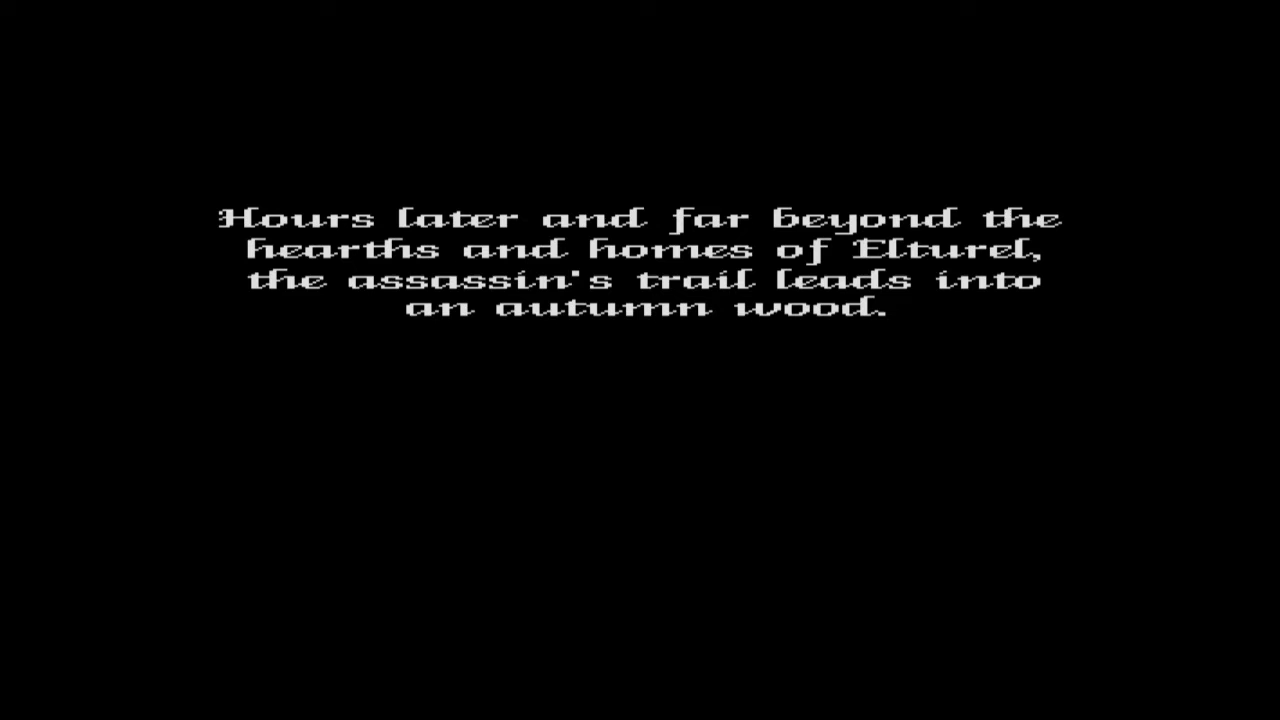 Hours later and far beyond the
hearths and homes of Elturel,
the assassin's trail leads into
an autumn wood.